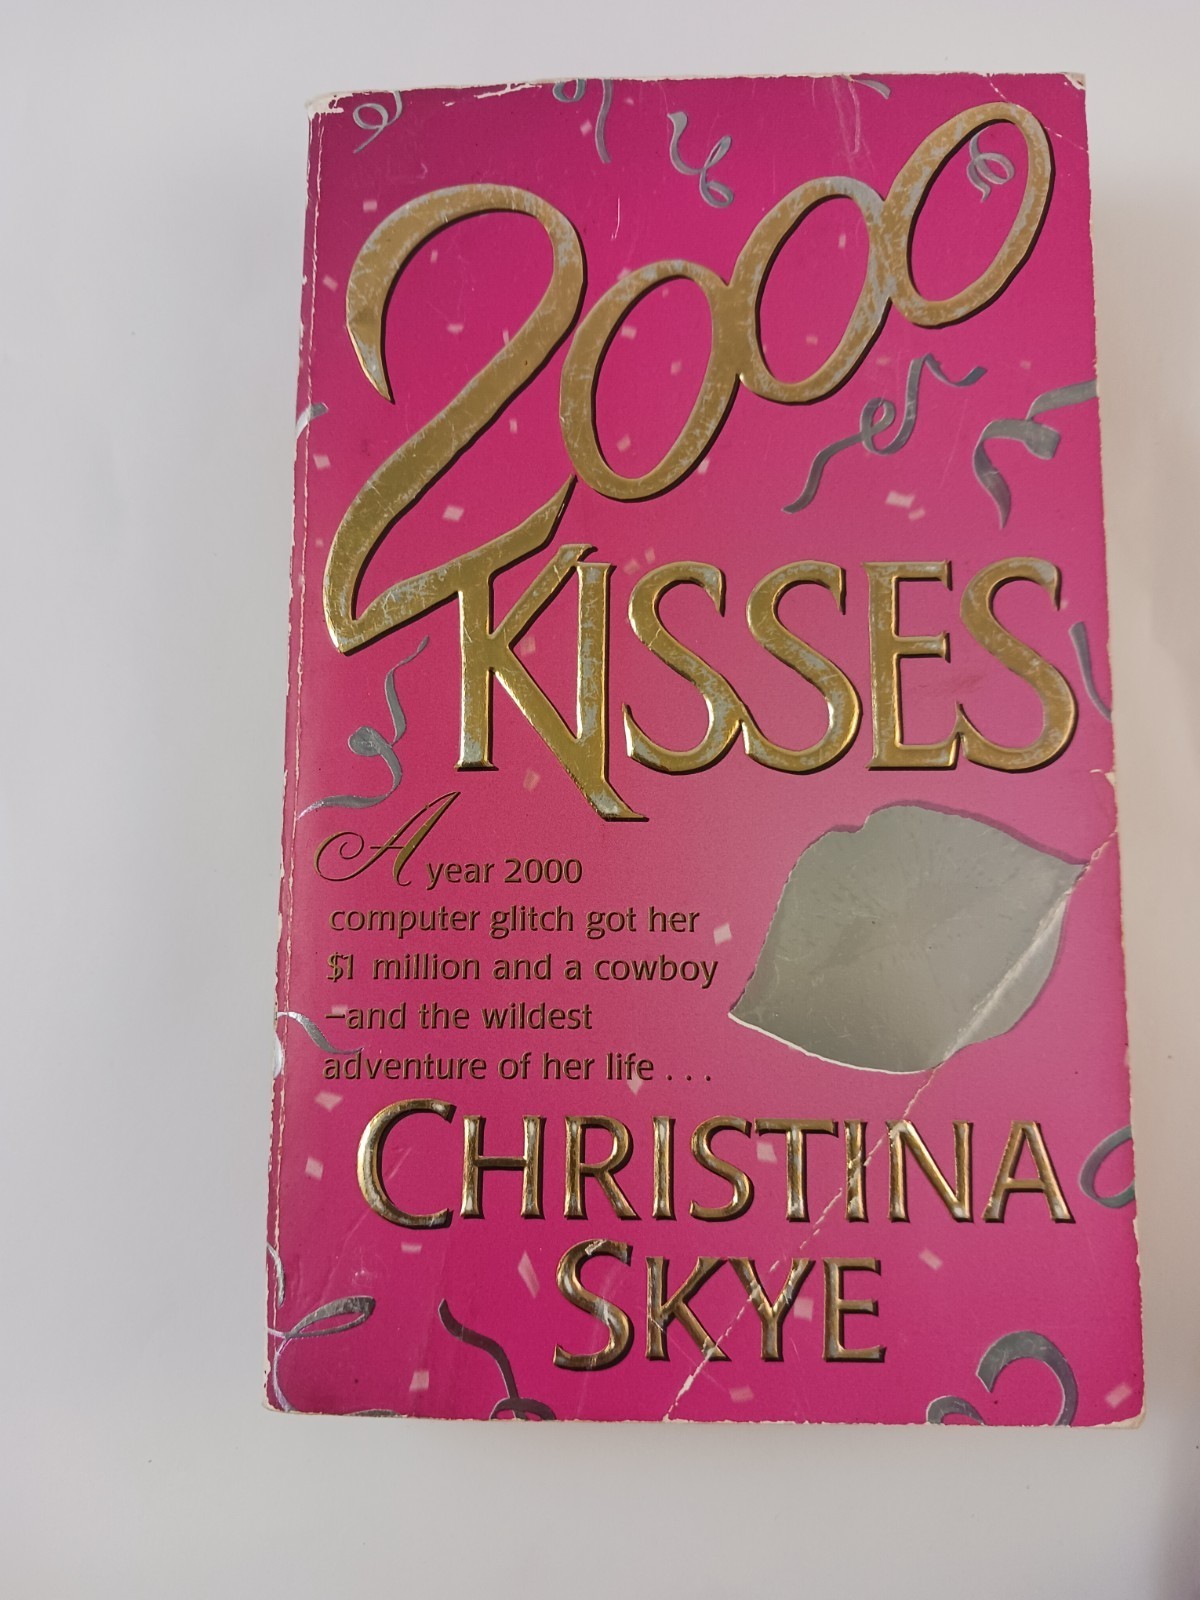 2000
KISSES
A year 2000
computer glitch got her
$1 million and a cowboy
–and the wildest
adventure of her life . . .
CHRISTINA
SKYE